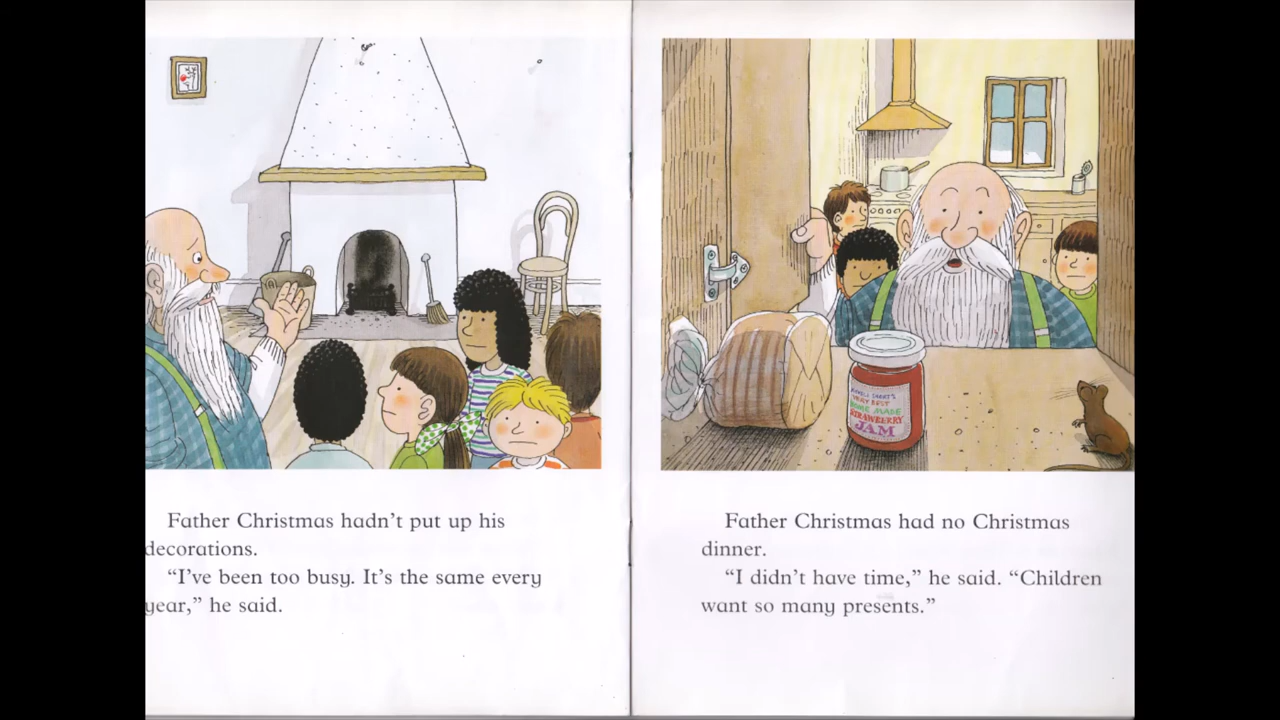 Father Christmas hadn't put up his
decorations.
"I've been too busy. It's the same every
year," he said.
VERY BEST
HOME MADE
STRAWBERRY
JAM
Father Christmas had no Christmas
dinner.
"I didn't have time," he said. "Children
want so many presents."